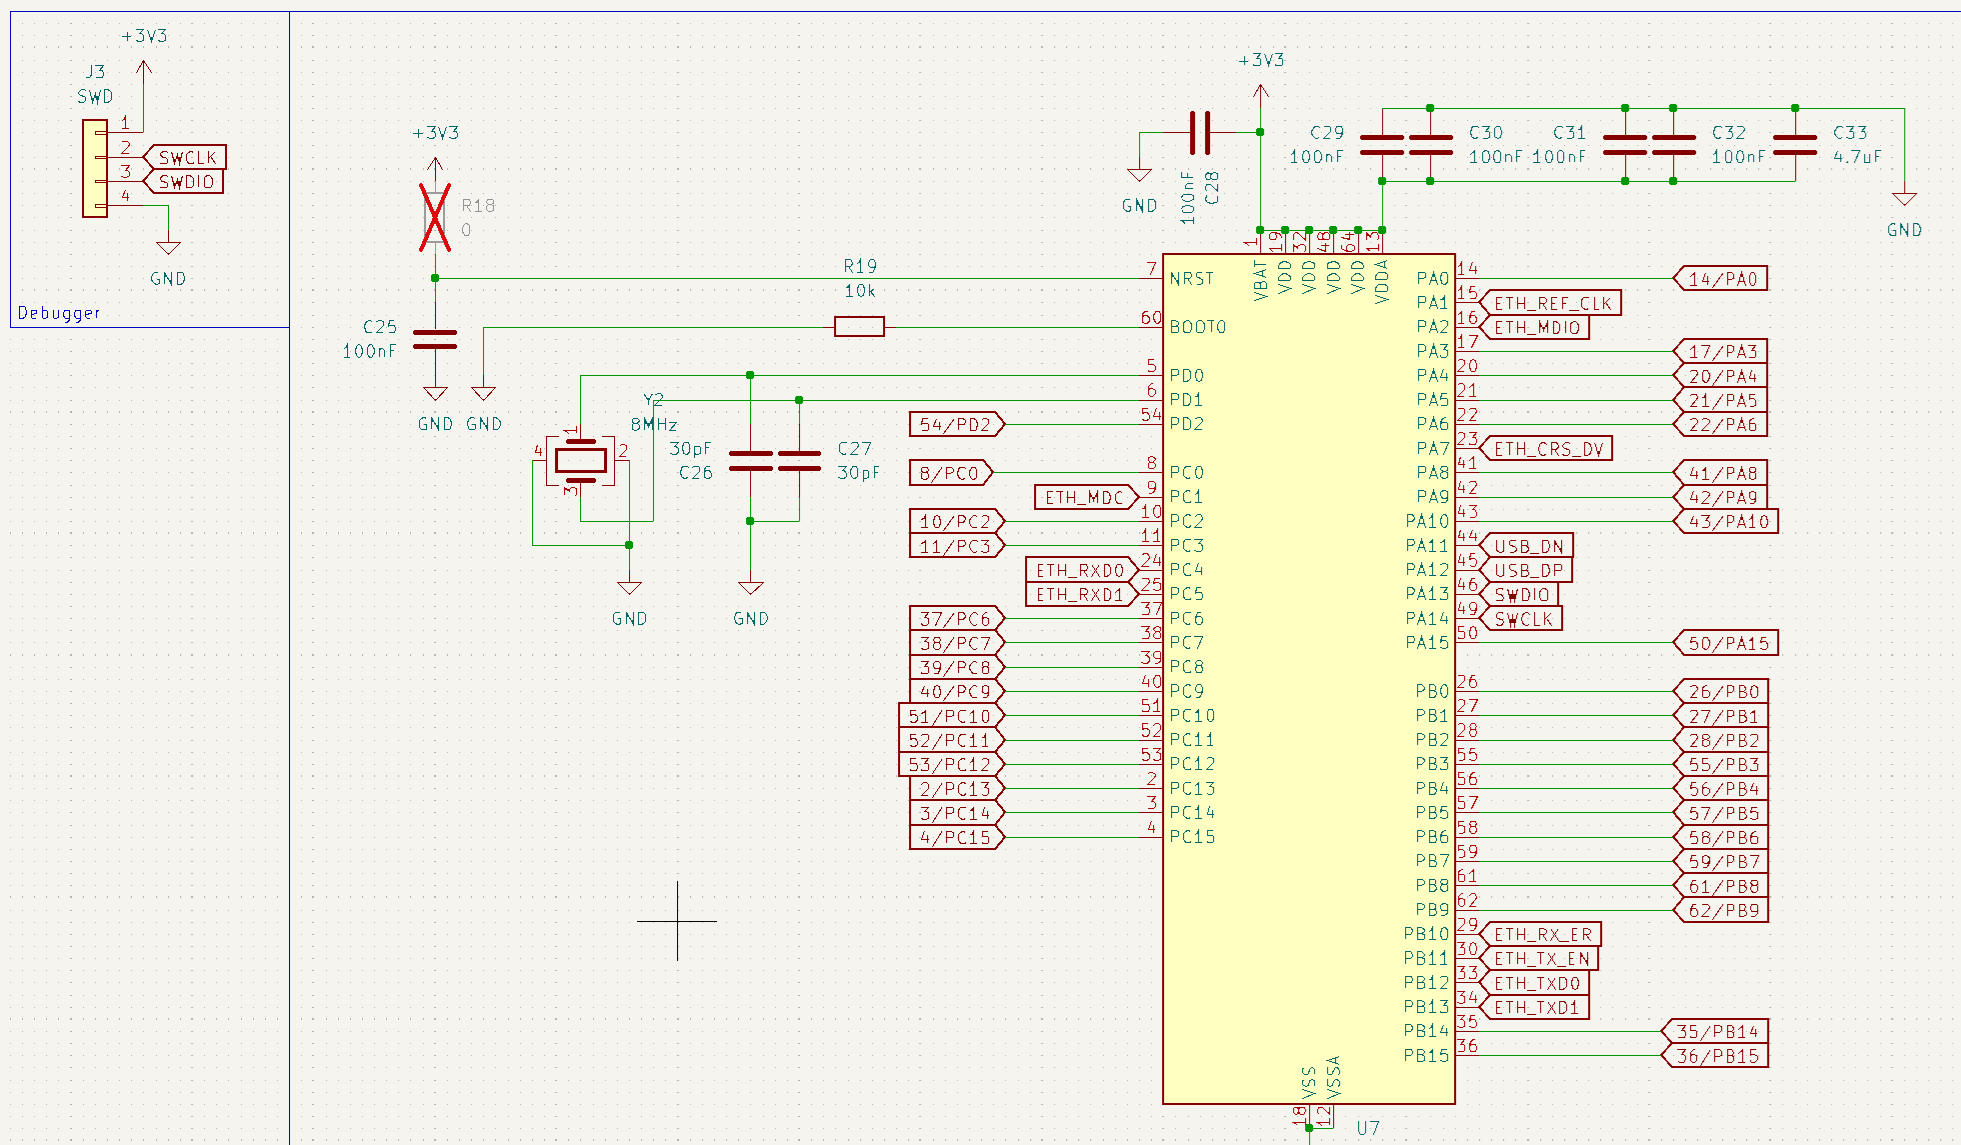 +3V3
J3
SWD
1
2
SWCLK
3
SWDIO
4
GND
Debugger
+3V3
R18
0
C25
100nF
GND
GND
R19
10k
Y2
8MHz
1
4
2
3
30pF
C26
C27
30pF
GND
GND
+3V3
100nF
C28
GND
C29
100nF
C30
100nF
C31
100nF
C32
100nF
C33
4.7uF
GND
1
19
32
48
64
13
VBAT
VDD
VDD
VDD
VDD
VDDA
7
NRST
60
BOOT0
5
PD0
6
PD1
54/PD2
54
PD2
8/PC0
8
PC0
ETH_MDC
9
PC1
10/PC2
10
PC2
11/PC3
11
PC3
ETH_RXD0
24
PC4
ETH_RXD1
25
PC5
37/PC6
37
PC6
38/PC7
38
PC7
39/PC8
39
PC8
40/PC9
40
PC9
51/PC10
51
PC10
52/PC11
52
PC11
53/PC12
53
PC12
2/PC13
2
PC13
3/PC14
3
PC14
4/PC15
4
PC15
PA0
14
14/PA0
PA1
15
ETH_REF_CLK
PA2
16
ETH_MDIO
PA3
17
17/PA3
PA4
20
20/PA4
PA5
21
21/PA5
PA6
22
22/PA6
PA7
23
ETH_CRS_DV
PA8
41
41/PA8
PA9
42
42/PA9
PA10
43
43/PA10
PA11
44
USB_DN
PA12
45
USB_DP
PA13
46
SWDIO
PA14
49
SWCLK
PA15
50
50/PA15
PB0
26
26/PB0
PB1
27
27/PB1
PB2
28
28/PB2
PB3
55
55/PB3
PB4
56
56/PB4
PB5
57
57/PB5
PB6
58
58/PB6
PB7
59
59/PB7
PB8
61
61/PB8
PB9
62
62/PB9
PB10
29
ETH_RX_ER
PB11
30
ETH_TX_EN
PB12
33
ETH_TXD0
PB13
34
ETH_TXD1
PB14
35
35/PB14
PB15
36
36/PB15
VSS
VSSA
18
12
U7